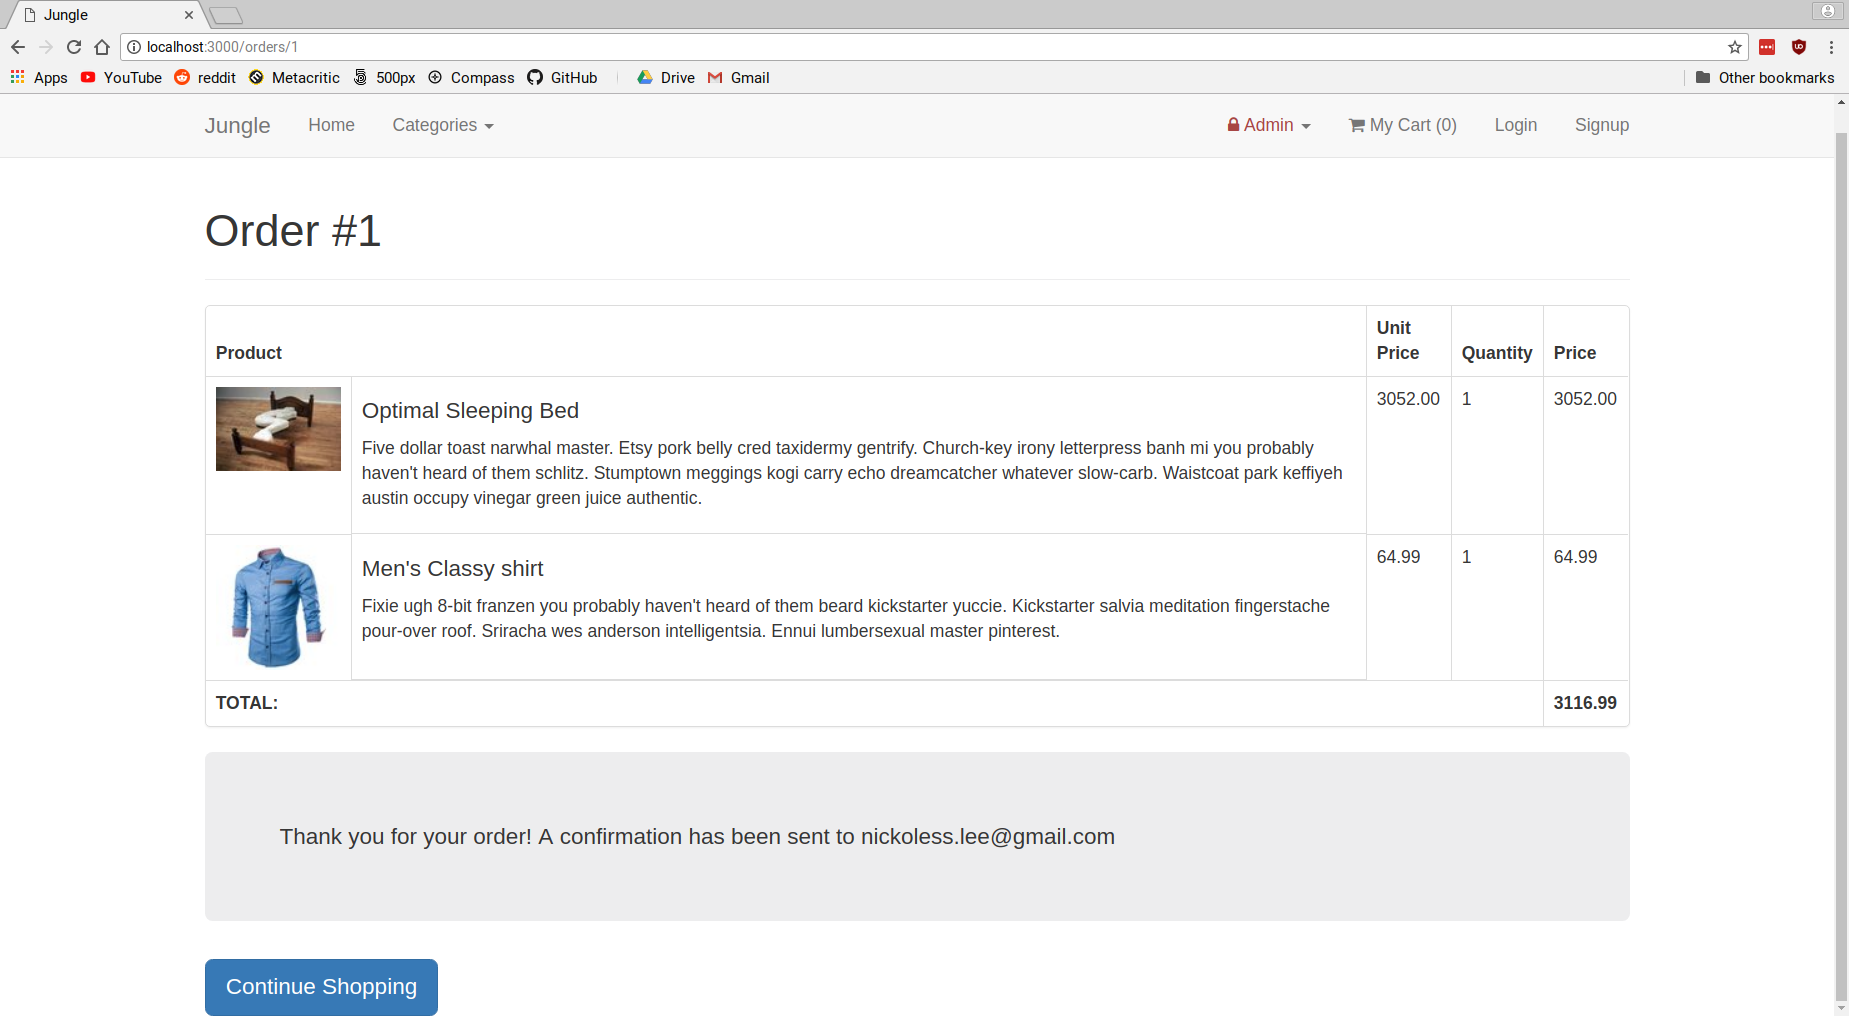 Jungle
localhost:3000/orders/1
Apps YouTube reddit Metacritic 500px Compass GitHub Drive Gmail Other bookmarks
Jungle Home Categories Admin My Cart (0) Login Signup
Order #1
Product Unit Price Quantity Price
Optimal Sleeping Bed 3052.00 1 3052.00
Five dollar toast narwhal master. Etsy pork belly cred taxidermy gentrify. Church-key irony letterpress banh mi you probably
haven't heard of them schlitz. Stumptown meggings kogi carry echo dreamcatcher whatever slow-carb. Waistcoat park keffiyeh
austin occupy vinegar green juice authentic.
Men's Classy shirt 64.99 1 64.99
Fixie ugh 8-bit franzen you probably haven't heard of them beard kickstarter yuccie. Kickstarter salvia meditation fingerstache
pour-over roof. Sriracha wes anderson intelligentsia. Ennui lumbersexual master pinterest.
TOTAL: 3116.99
Thank you for your order! A confirmation has been sent to nickoless.lee@gmail.com
Continue Shopping